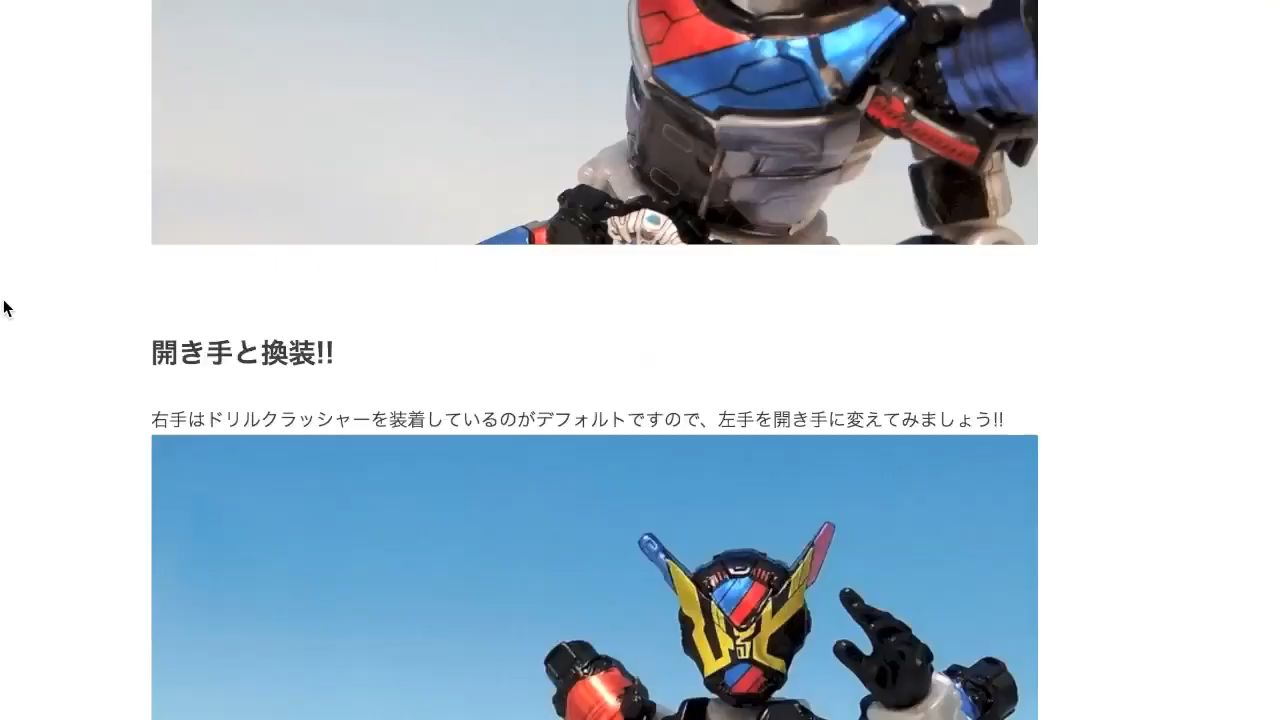 開き手と換装!!
右手はドリルクラッシャーを装着しているのがデフォルトですので、左手を開き手に変えてみましょう!!